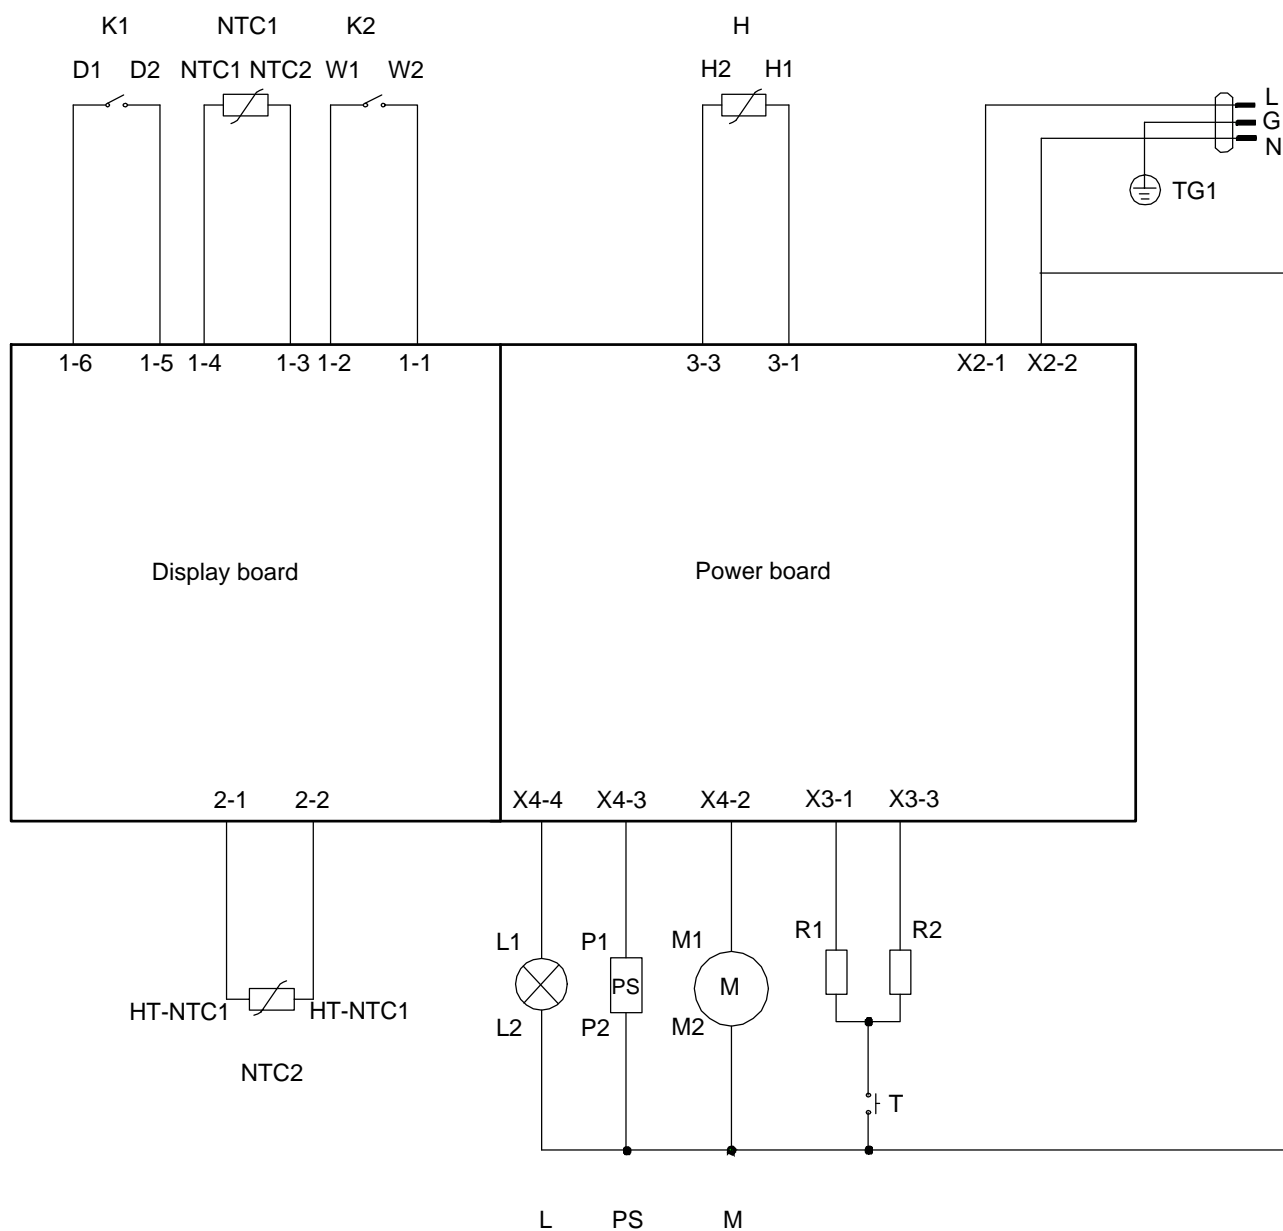 K1 NTC1 K2 H
D1 D2 NTC1 NTC2 W1 W2 H2 H1
L
G
N
TG1
1-6 1-5 1-4 1-3 1-2 1-1 3-3 3-1 X2-1 X2-2
Display board Power board
2-1 2-2 X4-4 X4-3 X4-2 X3-1 X3-3
R1 R2
L1 P1 M1
PS M
HT-NTC1 HT-NTC1 L2 P2 M2
NTC2
T
L PS M